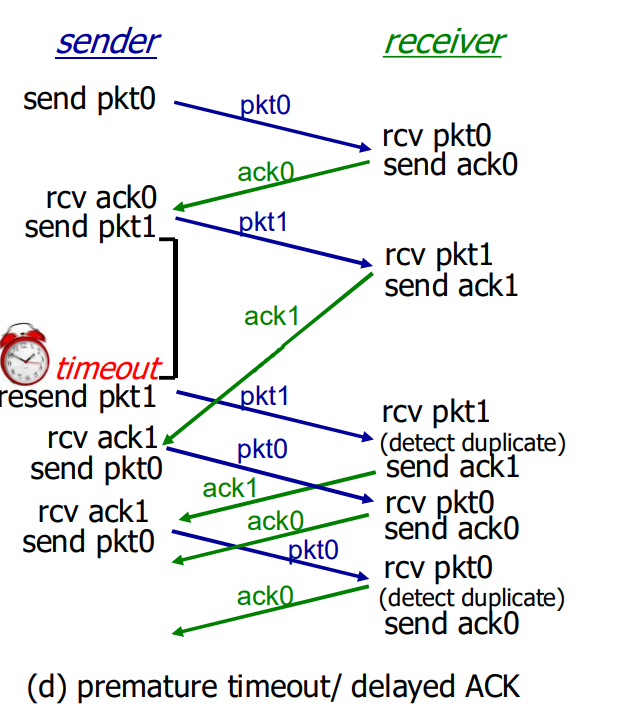 sender
receiver
send pkt0
pkt0
rcv pkt0
send ack0
ack0
rcv ack0
send pkt1
pkt1
rcv pkt1
send ack1
ack1
timeout
resend pkt1
pkt1
rcv pkt1
(detect duplicate)
send ack1
rcv ack1
send pkt0
pkt0
ack1
rcv pkt0
send ack0
rcv ack1
send pkt0
ack0
pkt0
rcv pkt0
(detect duplicate)
send ack0
ack0
(d) premature timeout/ delayed ACK